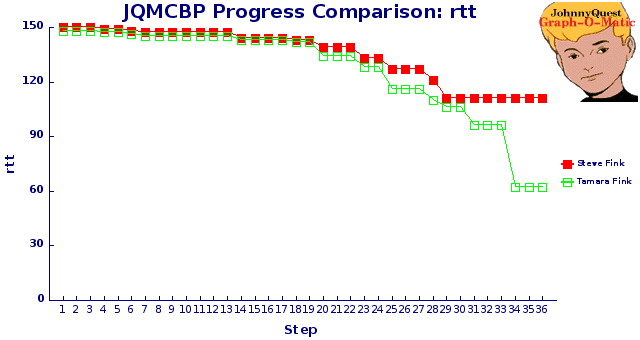 JQMCBP Progress Comparison: rtt
JohnnyQuest
Graph-O-Matic
150
120
90
60
30
0
rtt
1 2 3 4 5 6 7 8 9 10 11 12 13 14 15 16 17 18 19 20 21 22 23 24 25 26 27 28 29 30 31 32 33 34 35 36
Step
Steve Fink
Tamara Fink